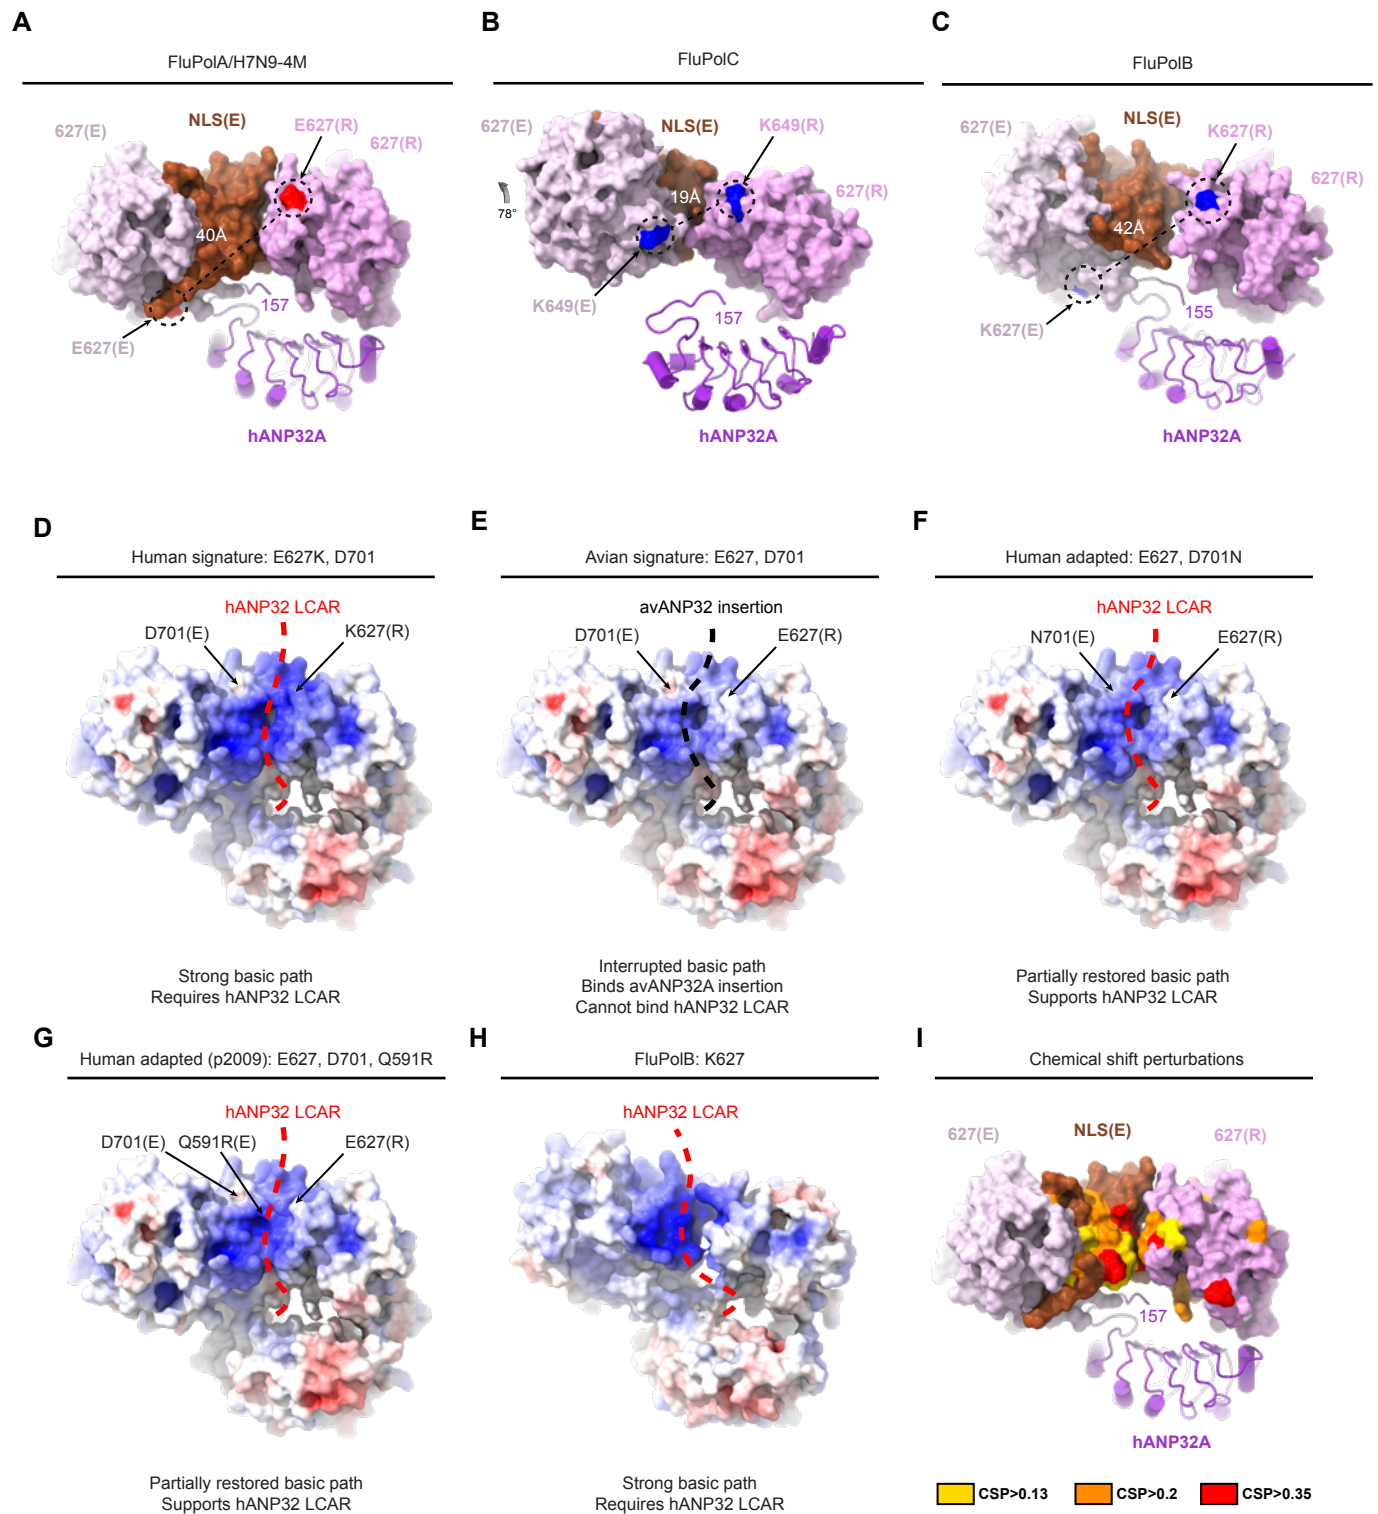 A
FluPolA/H7N9-4M
627(E)
NLS(E)
E627(R)
627(R)
40Å
157
E627(E)
hANP32A
B
FluPolC
627(E)
NLS(E)
K649(R)
627(R)
78°
19Å
K649(E)
157
hANP32A
C
FluPolB
627(E)
NLS(E)
K627(R)
627(R)
42Å
K627(E)
155
hANP32A
D
Human signature: E627K, D701
hANP32 LCAR
D701(E)
K627(R)
Strong basic path
Requires hANP32 LCAR
E
Avian signature: E627, D701
avANP32 insertion
D701(E)
E627(R)
Interrupted basic path
Binds avANP32A insertion
Cannot bind hANP32 LCAR
F
Human adapted: E627, D701N
hANP32 LCAR
N701(E)
E627(R)
Partially restored basic path
Supports hANP32 LCAR
G
Human adapted (p2009): E627, D701, Q591R
hANP32 LCAR
D701(E)
Q591R(E)
E627(R)
Partially restored basic path
Supports hANP32 LCAR
H
FluPolB: K627
hANP32 LCAR
Strong basic path
Requires hANP32 LCAR
I
Chemical shift perturbations
627(E)
NLS(E)
627(R)
157
hANP32A
CSP>0.13
CSP>0.2
CSP>0.35